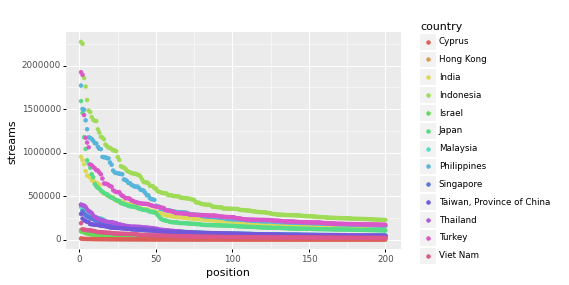 country
Cyprus
Hong Kong
India
Indonesia
Israel
Japan
Malaysia
Philippines
Singapore
Taiwan, Province of China
Thailand
Turkey
Viet Nam
streams
2000000
1500000
1000000
500000
0
0 50 100 150 200
position